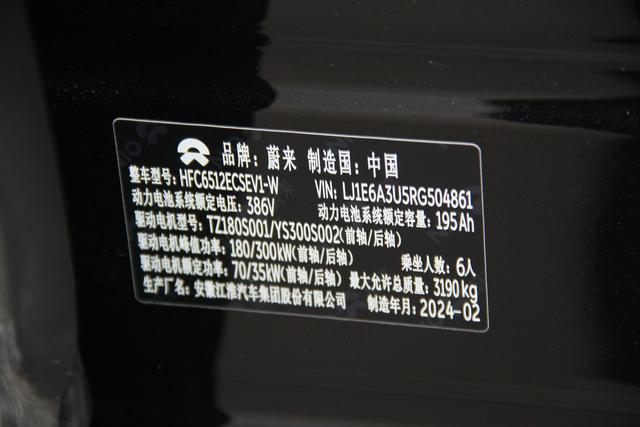 品牌：蔚来 制造国：中国
整车型号：HFC6512ECSEV1-W VIN：LJ1E6A3U5RG504861
动力电池系统额定电压：386V 动力电池系统额定容量：195Ah
驱动电机型号：TZ180S001/YS300S002(前轴/后轴)
驱动电机峰值功率：180/300kW(前轴/后轴) 乘坐人数：6人
驱动电机额定功率：70/35kW(前轴/后轴) 最大允许总质量：3190kg
生产厂名：安徽江淮汽车集团股份有限公司 制造年月：2024-02